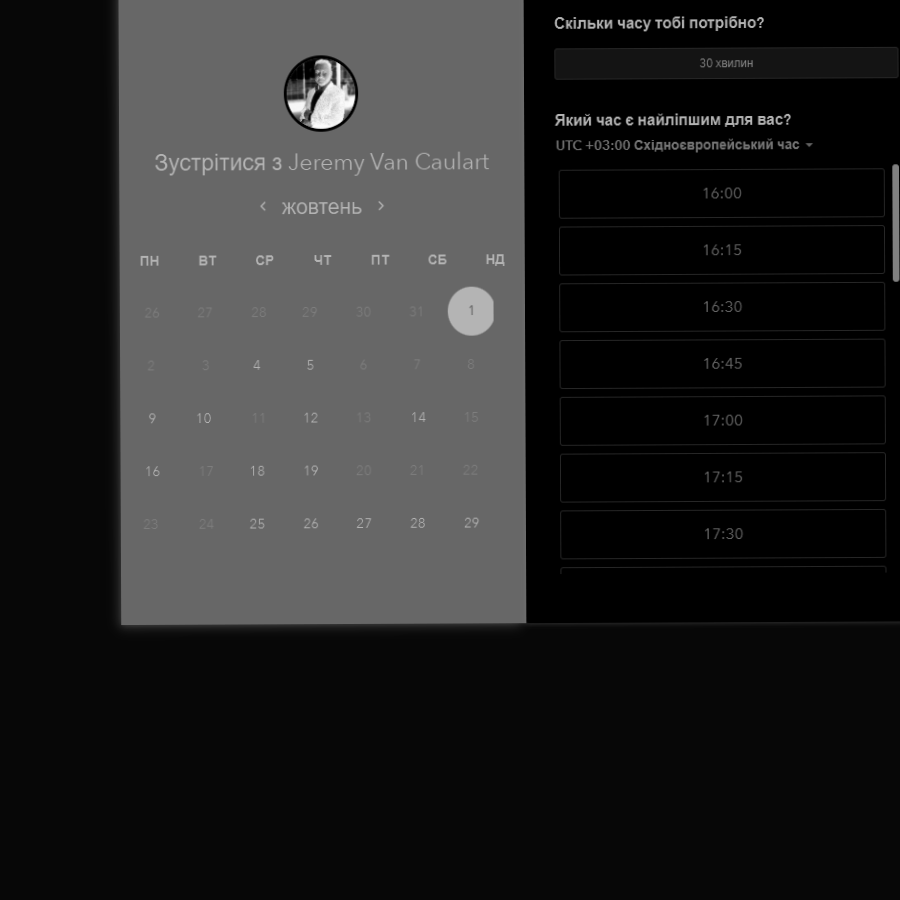 Зустрітися з Jeremy Van Caulart
жовтень
ПН ВТ СР ЧТ ПТ СБ НД
26 27 28 29 30 31 1
2 3 4 5 6 7 8
9 10 11 12 13 14 15
16 17 18 19 20 21 22
23 24 25 26 27 28 29
Скільки часу тобі потрібно?
30 хвилин
Який час є найліпшим для вас?
UTC +03:00 Східноєвропейський час
16:00
16:15
16:30
16:45
17:00
17:15
17:30